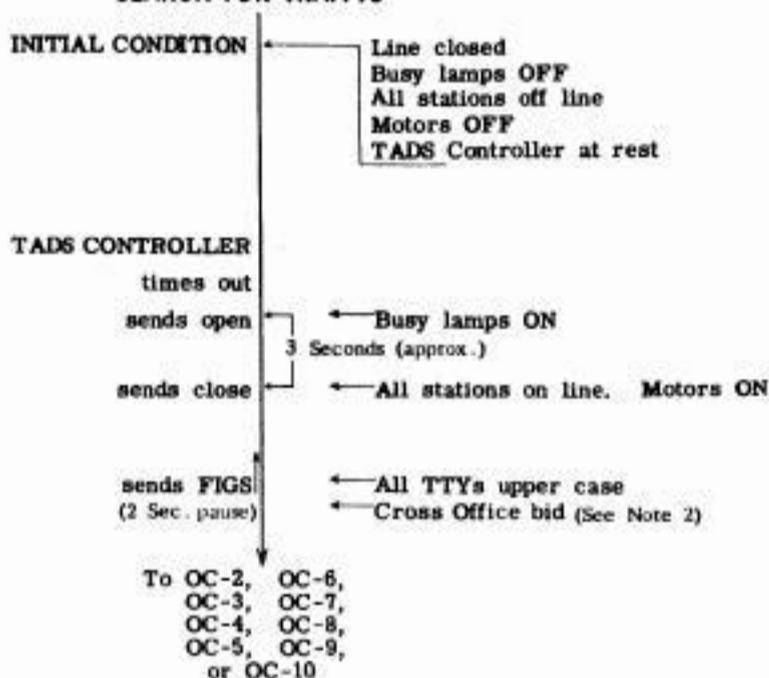 INITIAL CONDITION
Line closed
Busy lamps OFF
All stations off line
Motors OFF
TADS Controller at rest
TADS CONTROLLER
times out
sends open
Busy lamps ON
3 Seconds (approx.)
sends close
All stations on line. Motors ON
sends FIGS
All TTYs upper case
(2 Sec. pause)
Cross Office bid (See Note 2)
To OC-2, OC-6,
OC-3, OC-7,
OC-4, OC-8,
OC-5, OC-9,
or OC-10